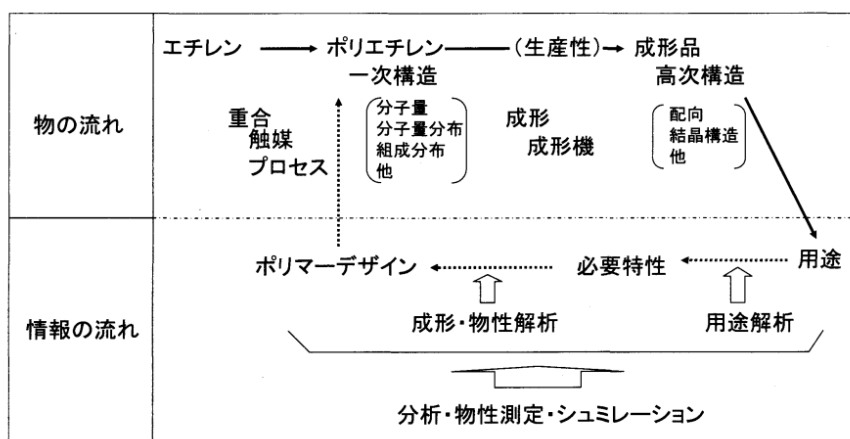 エチレン
ポリエチレン
(生産性)
成形品
一次構造
高次構造
物の流れ
重合
触媒
プロセス
分子量
分子量分布
組成分布
他
成形
成形機
配向
結晶構造
他
ポリマーデザイン
必要特性
用途
情報の流れ
成形・物性解析
用途解析
分析・物性測定・シュミレーション